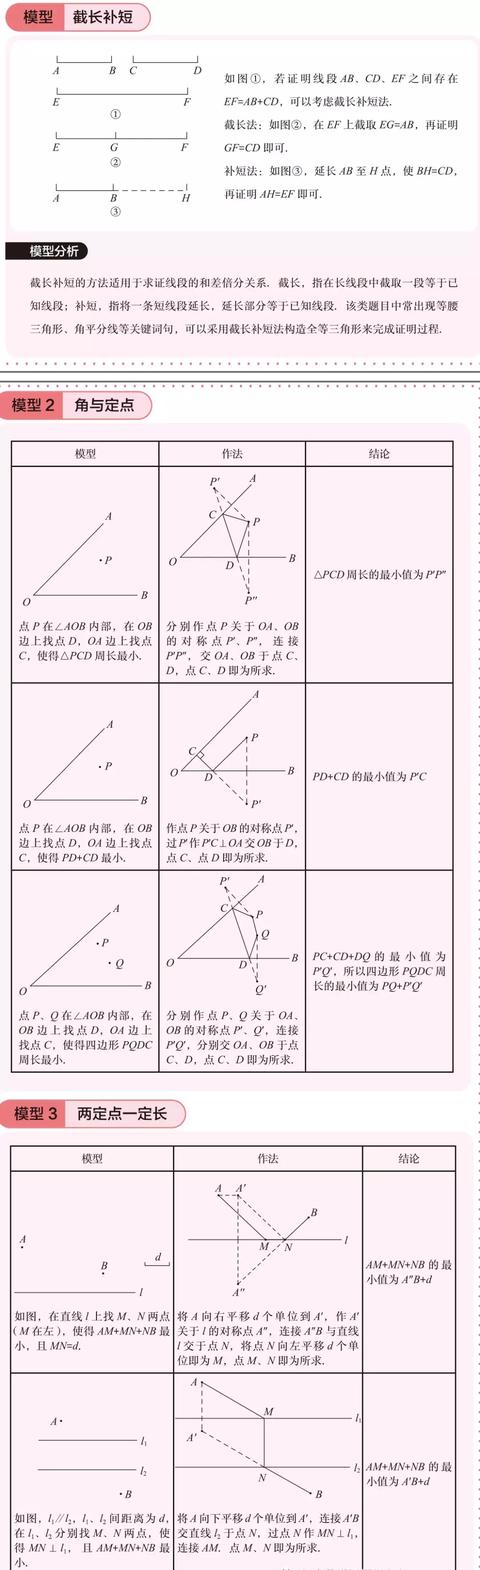 模型 截长补短
A B C D
E F
①
E G F
②
A B H
③
如图①，若证明线段 AB、CD、EF 之间存在
EF=AB+CD，可以考虑截长补短法.
截长法：如图②，在 EF 上截取 EG=AB，再证明
GF=CD 即可.
补短法：如图③，延长 AB 至 H 点，使 BH=CD，
再证明 AH=EF 即可.
模型分析
截长补短的方法适用于求证线段的和差倍分关系. 截长，指在长线段中截取一段等于已
知线段；补短，指将一条短线段延长，延长部分等于已知线段. 该类题目中常出现等腰
三角形、角平分线等关键词句，可以采用截长补短法构造全等三角形来完成证明过程.
模型 2 角与定点
模型 作法 结论
A
P
O B
点 P 在∠AOB 内部，在 OB
边上找点 D，OA 边上找点
C，使得△PCD 周长最小.
P′ A
C P
O D B
P″
分别作点 P 关于 OA、OB
的对称点 P′、P″，连接
P′P″，交 OA、OB 于点 C、
D，点 C、D 即为所求.
△PCD 周长的最小值为 P′P″
A
P
O B
点 P 在∠AOB 内部，在 OB
边上找点 D，OA 边上找点
C，使得 PD+CD 最小.
A
C P
O D B
P′
作点 P 关于 OB 的对称点 P′，
过 P′作 P′C⊥OA 交 OB 于 D，
点 C、点 D 即为所求.
PD+CD 的最小值为 P′C
A
P
Q
O B
点 P、Q 在∠AOB 内部，在
OB 边上找点 D，OA 边上
找点 C，使得四边形 PQDC
周长最小.
P′ A
C P
Q
O D B
Q′
分别作点 P、Q 关于 OA、
OB 的对称点 P′、Q′，连接
P′Q′，分别交 OA、OB 于点
C、D，点 C、D 即为所求.
PC+CD+DQ 的最小值为
P′Q′，所以四边形 PQDC 周
长的最小值为 PQ+P′Q′
模型 3 两定点一定长
模型 作法 结论
A
B d
l
如图，在直线 l 上找 M、N 两点
（M 在左），使得 AM+MN+NB 最
小，且 MN=d.
A A′
B
M N l
A″
将 A 向右平移 d 个单位到 A′，作 A′
关于 l 的对称点 A″，连接 A″B 与直线
l 交于点 N，将点 N 向左平移 d 个单
位即为 M，点 M、N 即为所求.
AM+MN+NB 的最
小值为 A″B+d
A
l₁
l₂
B
如图，l₁//l₂，l₁、l₂ 间距离为 d，
在 l₁、l₂ 分别找 M、N 两点，使
得 MN⊥l₁，且 AM+MN+NB 最
小.
A
M l₁
A′
l₂
N
B
将 A 向下平移 d 个单位到 A′，连接 A′B
交直线 l₂ 于点 N，过点 N 作 MN⊥l₁，
连接 AM. 点 M、N 即为所求.
AM+MN+NB 的最
小值为 A′B+d